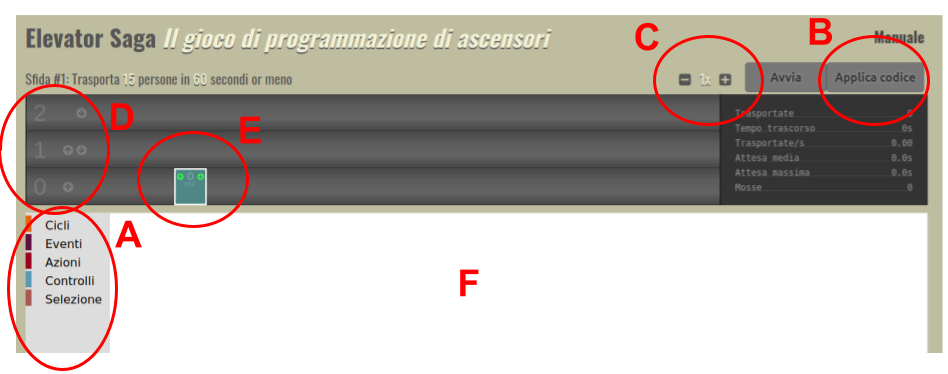 Elevator Saga Il gioco di programmazione di ascensori
Manuale
B
C
Sfida #1: Trasporta 15 persone in 60 secondi or meno
1x
Avvia
Applica codice
2
D
E
1
0
0
Trasportate 0
Tempo trascorso 0s
Trasportate/s 0.00
Attesa media 0.0s
Attesa massima 0.0s
Mosse 0
A
Cicli
Eventi
Azioni
Controlli
Selezione
F